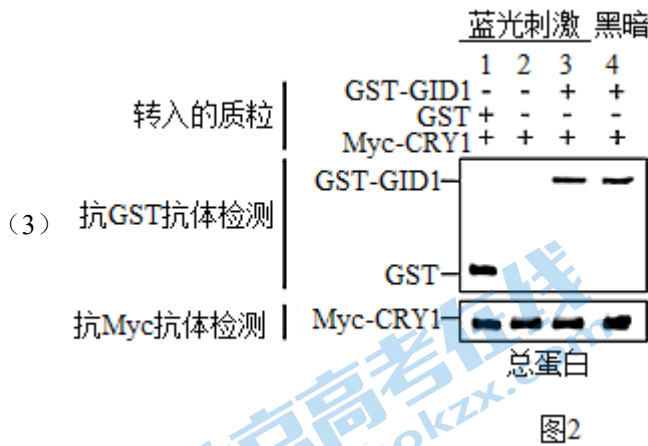 蓝光刺激 黑暗
1 2 3 4
转入的质粒
GST-GID1 - - + +
GST + - - -
Myc-CRY1 + + + +
(3) 抗GST抗体检测
GST-GID1
GST
抗Myc抗体检测
Myc-CRY1
总蛋白
图2